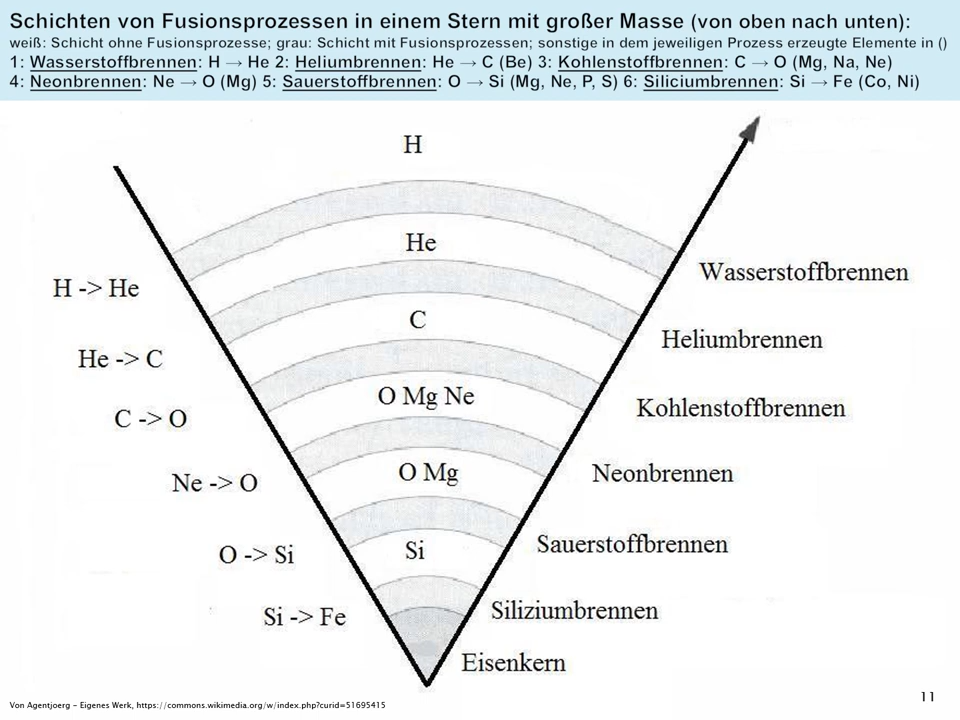 Schichten von Fusionsprozessen in einem Stern mit großer Masse (von oben nach unten):
weiß: Schicht ohne Fusionsprozesse; grau: Schicht mit Fusionsprozessen; sonstige in dem jeweiligen Prozess erzeugte Elemente in ()
1: Wasserstoffbrennen: H → He 2: Heliumbrennen: He → C (Be) 3: Kohlenstoffbrennen: C → O (Mg, Na, Ne)
4: Neonbrennen: Ne → O (Mg) 5: Sauerstoffbrennen: O → Si (Mg, Ne, P, S) 6: Siliciumbrennen: Si → Fe (Co, Ni)
H
He
Wasserstoffbrennen
H -> He
C
Heliumbrennen
He -> C
O Mg Ne
Kohlenstoffbrennen
C -> O
O Mg
Neonbrennen
Ne -> O
Si
Sauerstoffbrennen
O -> Si
Siliziumbrennen
Si -> Fe
Eisenkern
11
Von Agentjoerg - Eigenes Werk, https://commons.wikimedia.org/w/index.php?curid=51695415